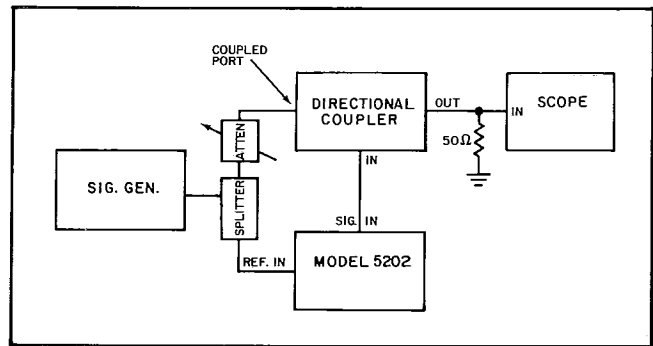 COUPLED
PORT
DIRECTIONAL
COUPLER
OUT
IN
SCOPE
50Ω
ATTEN
IN
SIG. GEN.
SPLITTER
SIG. IN
REF. IN
MODEL 5202